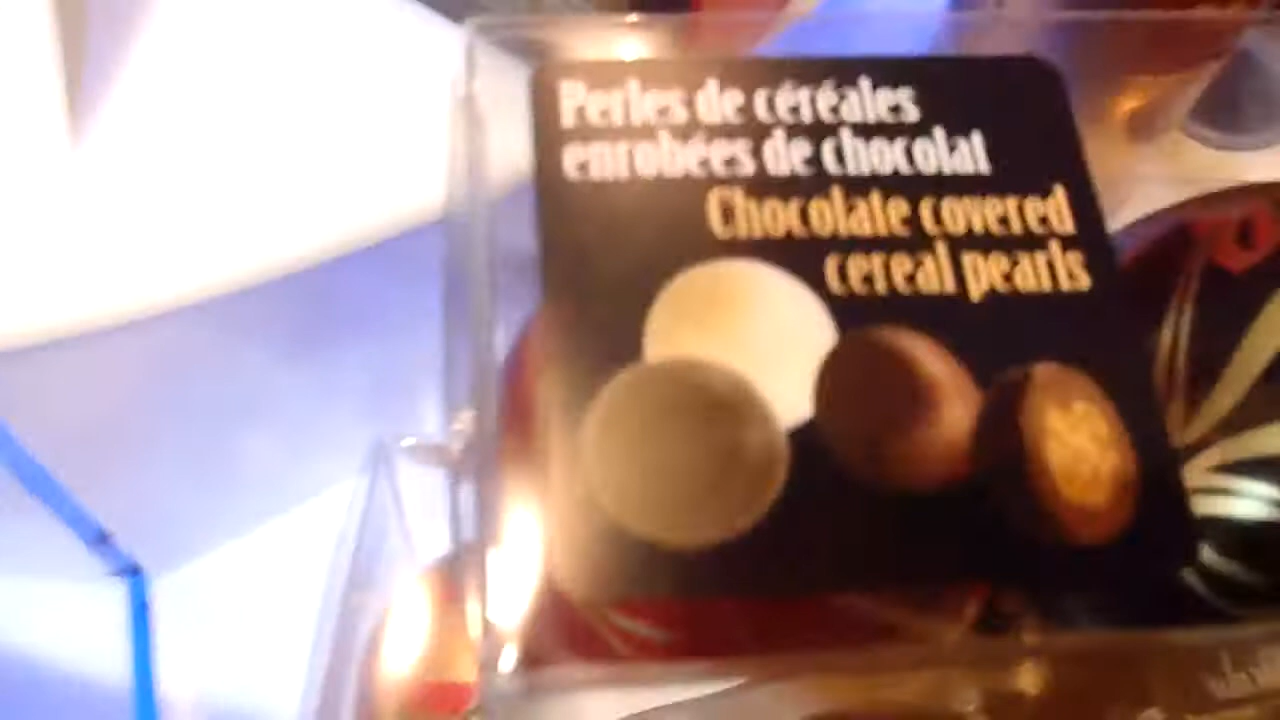 Perles de céréales
enrobées de chocolat
Chocolate covered
cereal pearls